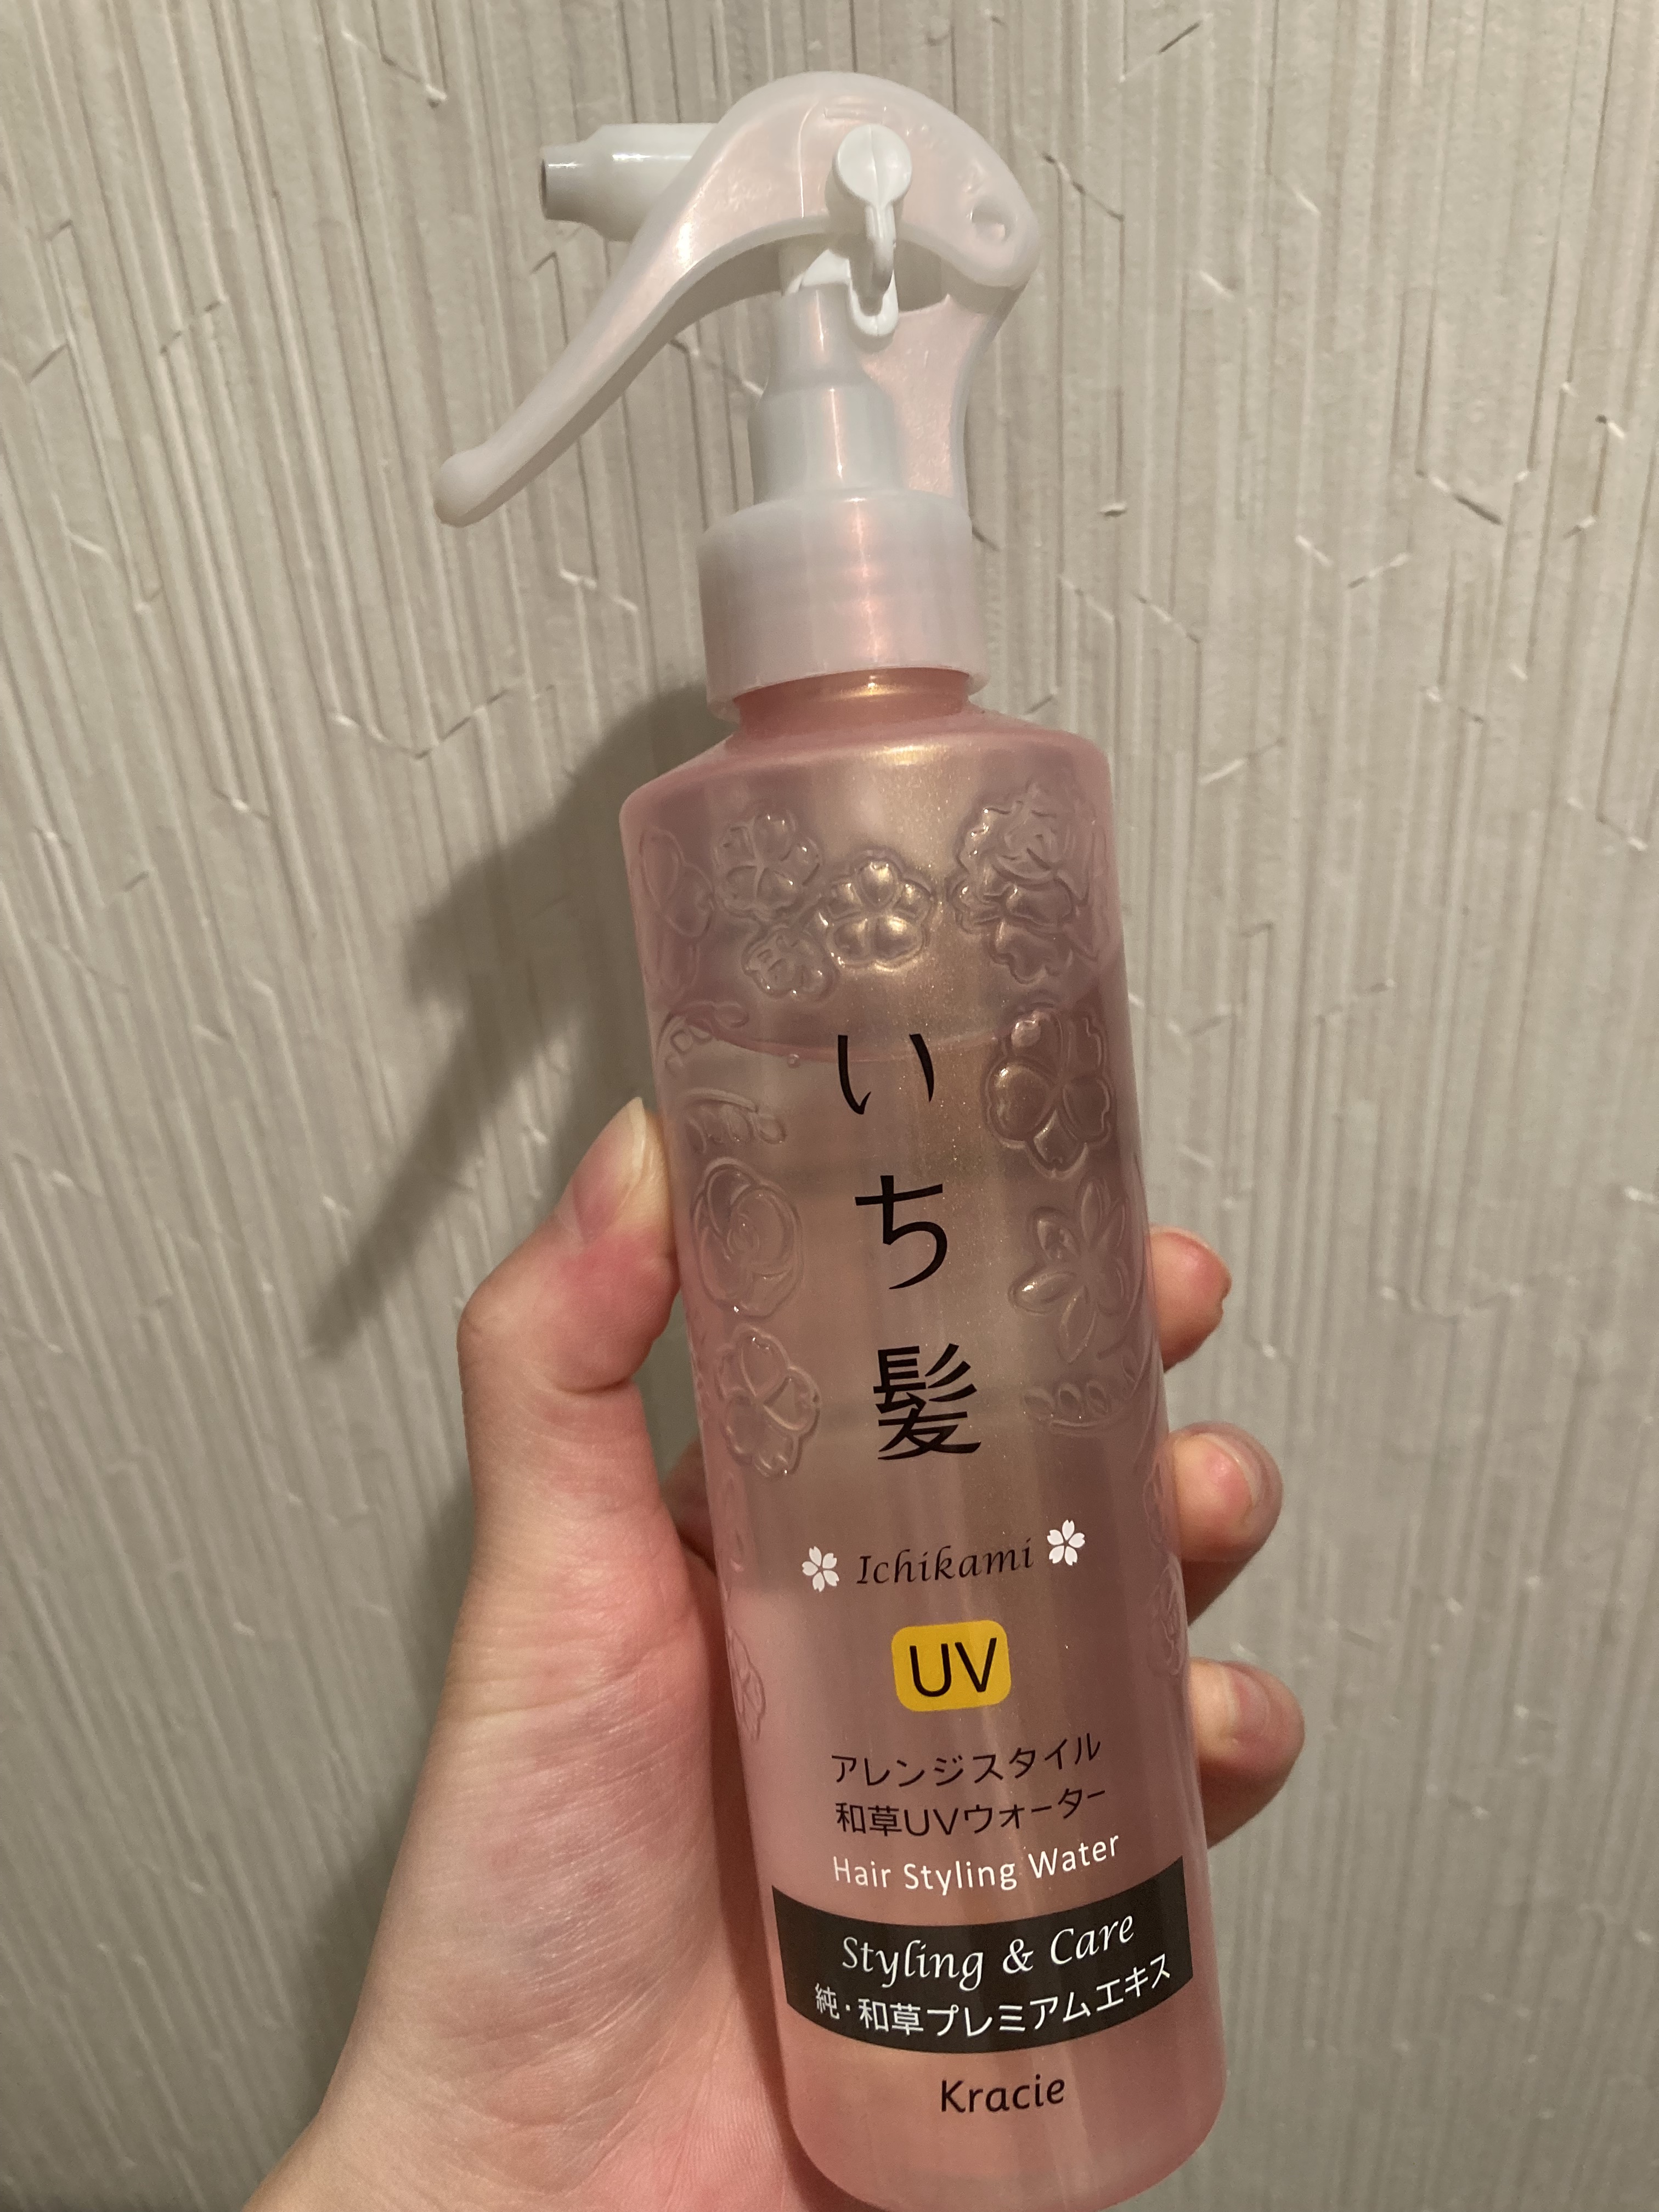 いち髪
Ichikami
UV
アレンジスタイル
和草UVウォーター
Hair Styling Water
Styling & Care
純・和草プレミアムエキス
Kracie